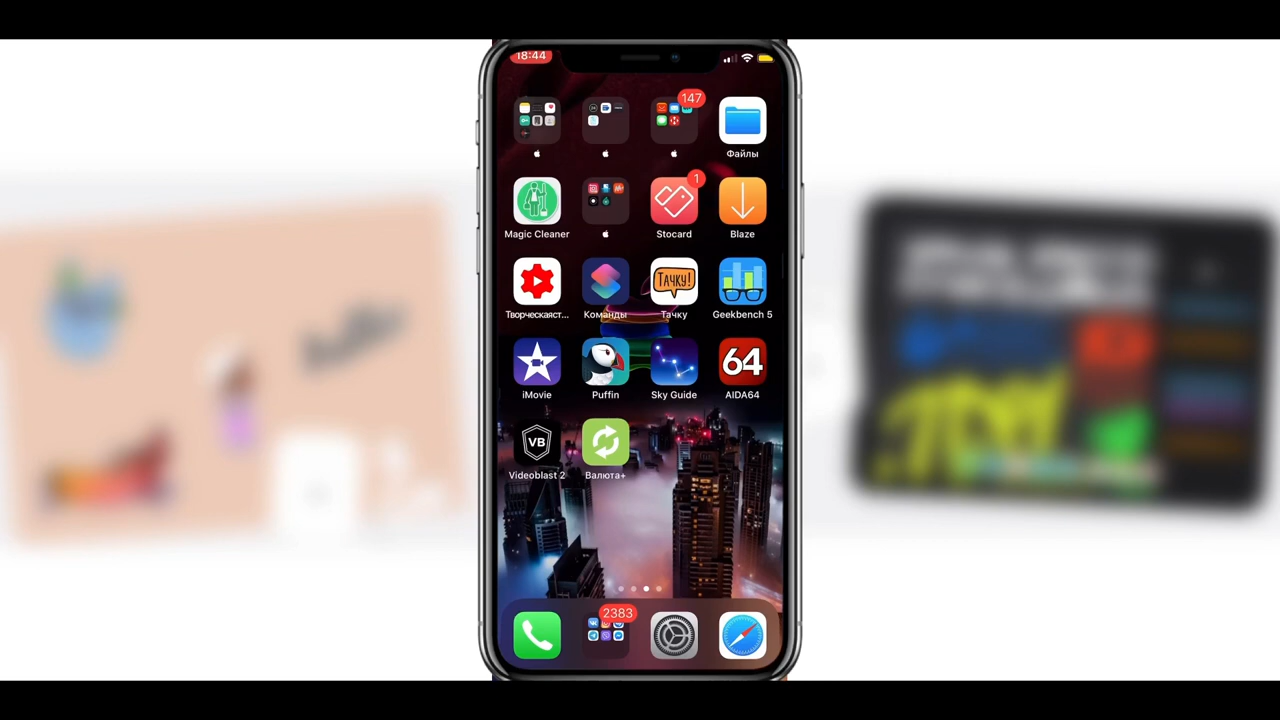 18:44
147
Файлы
1
Magic Cleaner
Stocard
Blaze
Тачку!
Творческаяст...
Команды
Тачку
Geekbench 5
64
iMovie
Puffin
Sky Guide
AIDA64
VB
Videoblast 2
Валюта+
2383